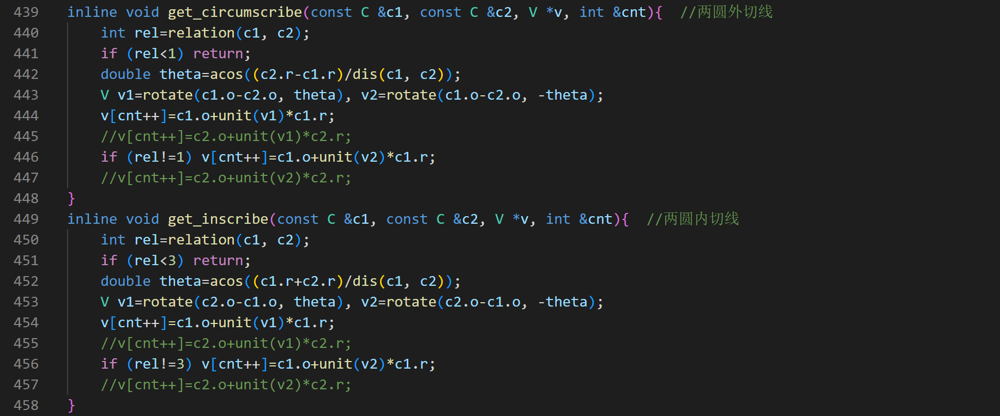 439 inline void get_circumscribe(const C &c1, const C &c2, V *v, int &cnt){  //两圆外切线
440     int rel=relation(c1, c2);
441     if (rel<1) return;
442     double theta=acos((c2.r-c1.r)/dis(c1, c2));
443     V v1=rotate(c1.o-c2.o, theta), v2=rotate(c1.o-c2.o, -theta);
444     v[cnt++]=c1.o+unit(v1)*c1.r;
445     //v[cnt++]=c2.o+unit(v1)*c2.r;
446     if (rel!=1) v[cnt++]=c1.o+unit(v2)*c1.r;
447     //v[cnt++]=c2.o+unit(v2)*c2.r;
448 }
449 inline void get_inscribe(const C &c1, const C &c2, V *v, int &cnt){  //两圆内切线
450     int rel=relation(c1, c2);
451     if (rel<3) return;
452     double theta=acos((c1.r+c2.r)/dis(c1, c2));
453     V v1=rotate(c2.o-c1.o, theta), v2=rotate(c2.o-c1.o, -theta);
454     v[cnt++]=c1.o+unit(v1)*c1.r;
455     //v[cnt++]=c2.o+unit(v1)*c2.r;
456     if (rel!=3) v[cnt++]=c1.o+unit(v2)*c1.r;
457     //v[cnt++]=c2.o+unit(v2)*c2.r;
458 }